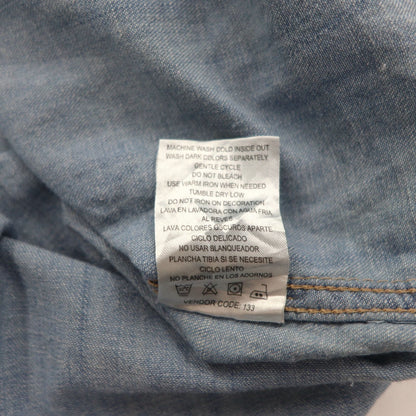 MACHINE WASH COLD INSIDE OUT
WASH DARK COLORS SEPARATELY
GENTLE CYCLE
DO NOT BLEACH
USE WARM IRON WHEN NEEDED
TUMBLE DRY LOW
DO NOT IRON ON DECORATION
LAVA EN LAVADORA CON AGUA FRIA
AL REVES
LAVA COLORES OSCUROS APARTE.
CICLO DELICADO
NO USAR BLANQUEADOR
PLANCHA TIBIA SI SE NECESITE
CICLO LENTO
NO PLANCHE EN LOS ADORNOS
VENDOR CODE: 133